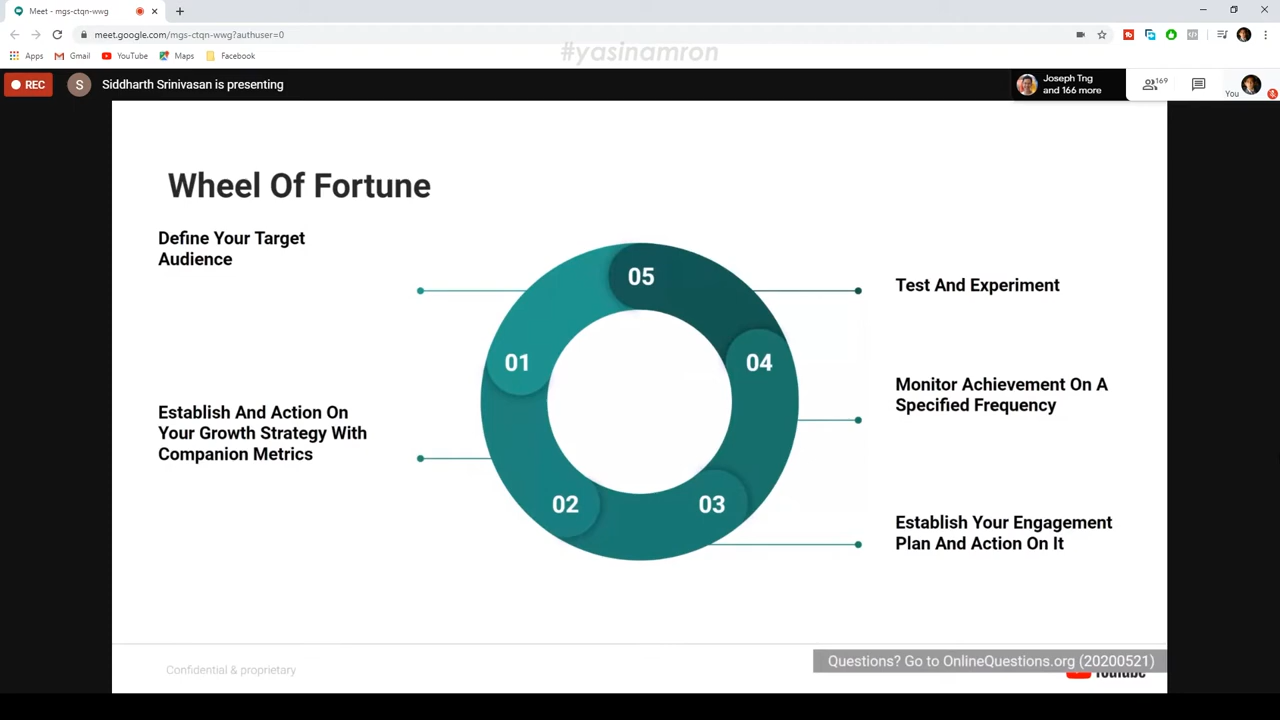 Meet - mgs-ctqn-wwg
meet.google.com/mgs-ctqn-wwg?authuser=0
Apps
Gmail
YouTube
Maps
Facebook
#yasinamron
REC
S
Siddharth Srinivasan is presenting
Joseph Tng
and 166 more
169
You
Wheel Of Fortune
Define Your Target
Audience
Establish And Action On
Your Growth Strategy With
Companion Metrics
05
01
04
02
03
Test And Experiment
Monitor Achievement On A
Specified Frequency
Establish Your Engagement
Plan And Action On It
Confidential & proprietary
Questions? Go to OnlineQuestions.org (20200521)
YouTube